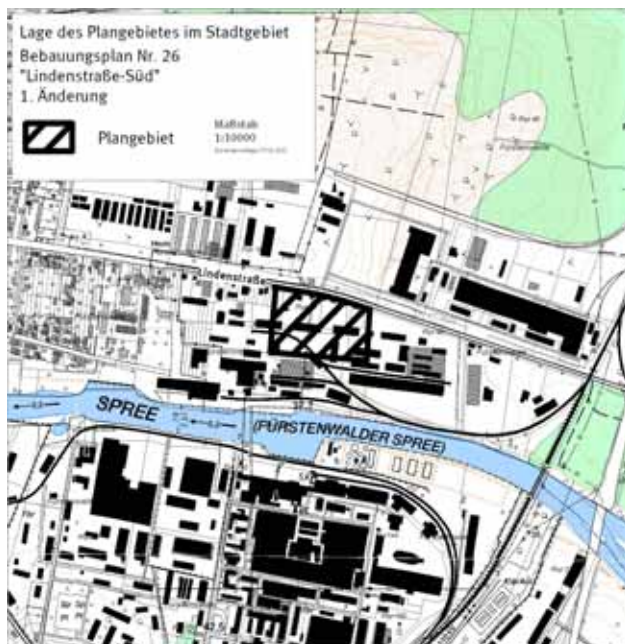 Lage des Plangebietes im Stadtgebiet
Bebauungsplan Nr. 26
"Lindenstraße-Süd"
1. Änderung
Plangebiet
Maßstab
1:10000
Lindenstraße
SPREE
(FÜRSTENWALDER SPREE)